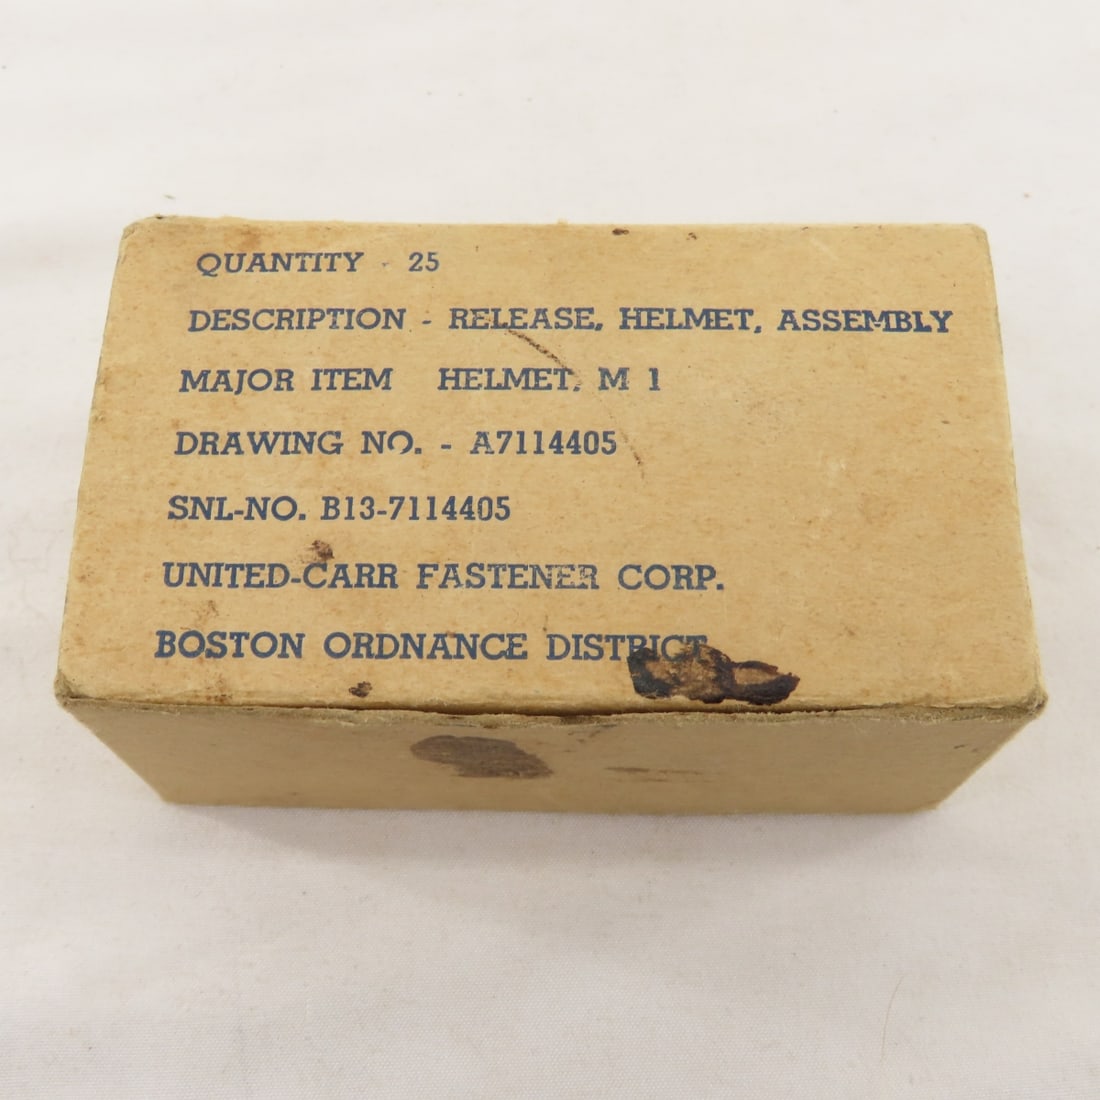 QUANTITY - 25
DESCRIPTION - RELEASE, HELMET, ASSEMBLY
MAJOR ITEM HELMET, M 1
DRAWING NO. - A7114405
SNL-NO. B13-7114405
UNITED-CARR FASTENER CORP.
BOSTON ORDNANCE DISTRICT